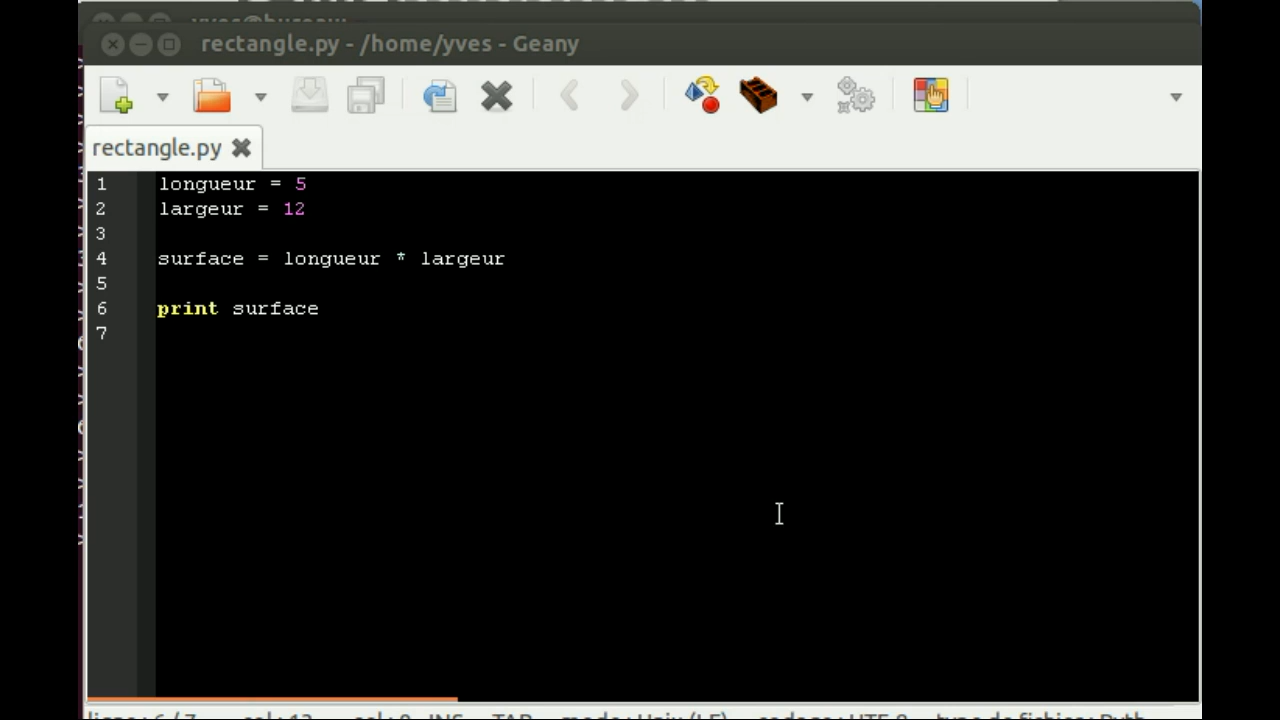 rectangle.py - /home/yves - Geany
rectangle.py
1 longueur = 5
2 largeur = 12
3
4 surface = longueur * largeur
5
6 print surface
7